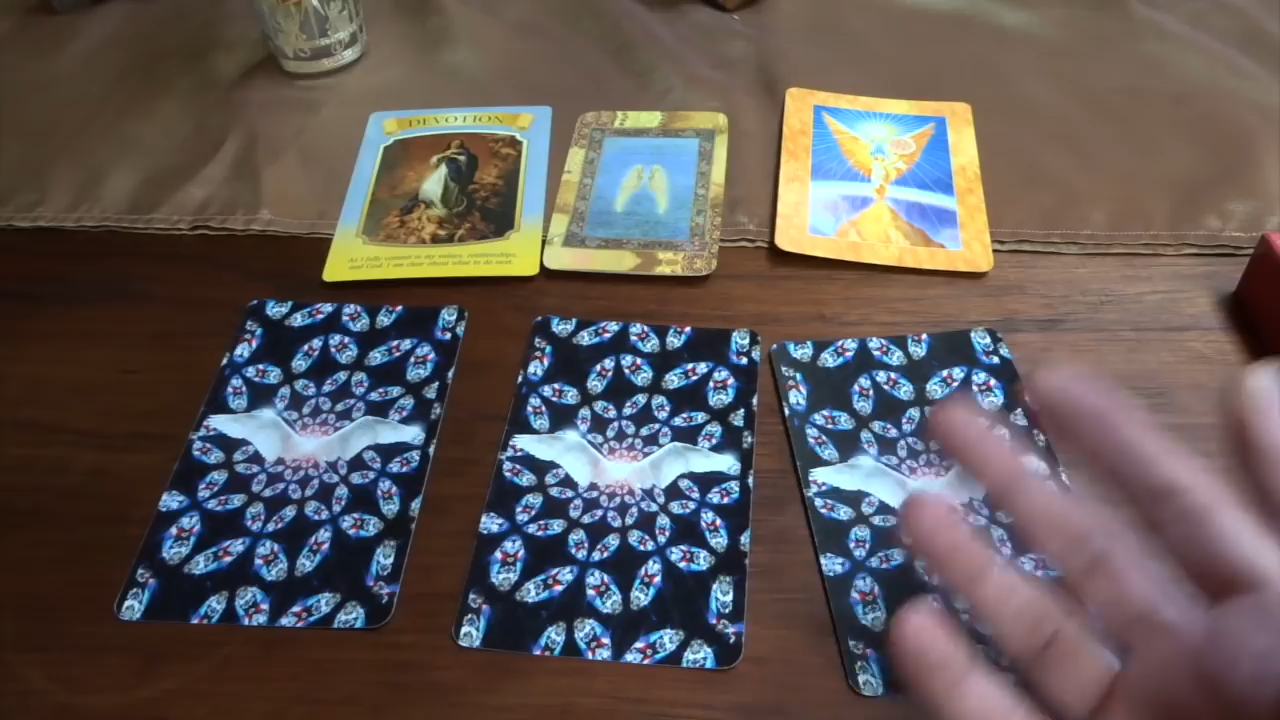 DEVOTION
As I fully commit to my values, relationships,
and God, I am clear about what to do next.